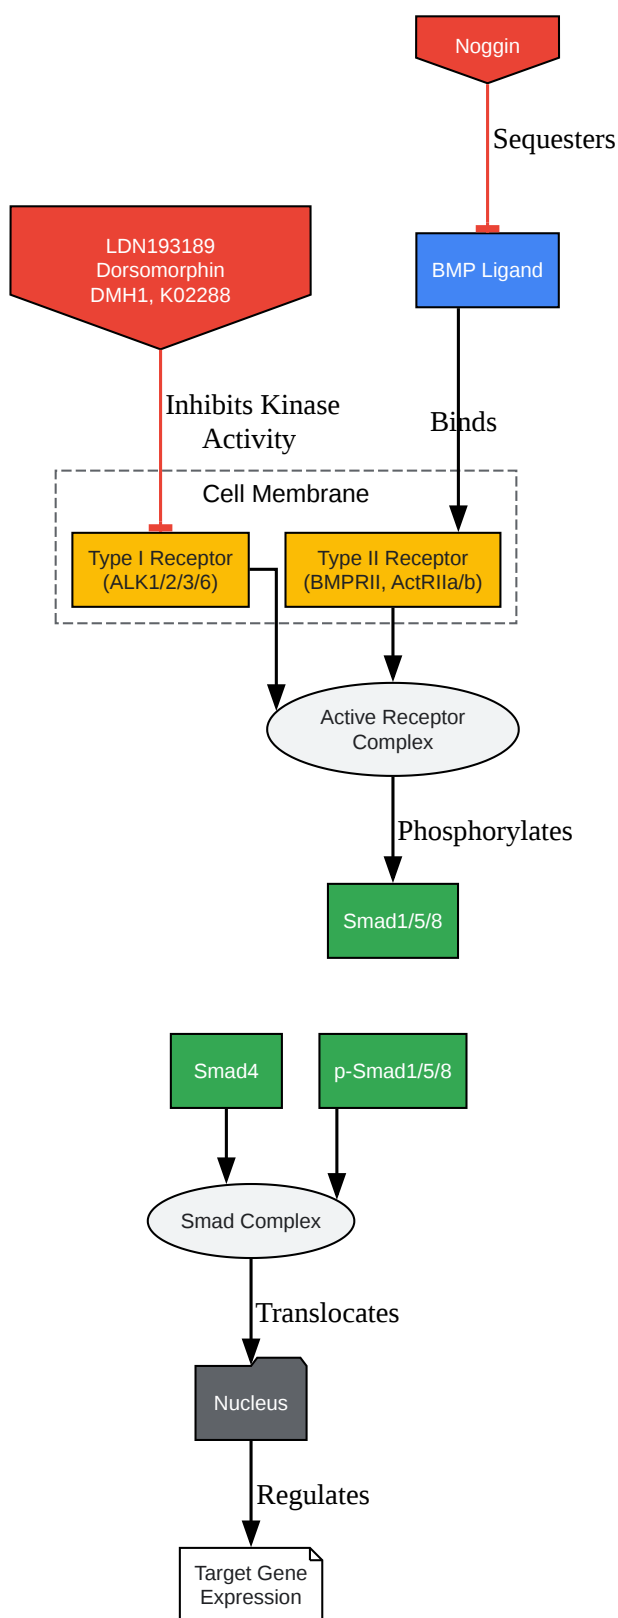 Noggin
Sequesters
LDN193189
Dorsomorphin
DMH1, K02288
BMP Ligand
Inhibits Kinase
Activity
Binds
Cell Membrane
Type I Receptor
(ALK1/2/3/6)
Type II Receptor
(BMPRII, ActRIIa/b)
Active Receptor
Complex
Phosphorylates
Smad1/5/8
Smad4
p-Smad1/5/8
Smad Complex
Translocates
Nucleus
Regulates
Target Gene
Expression